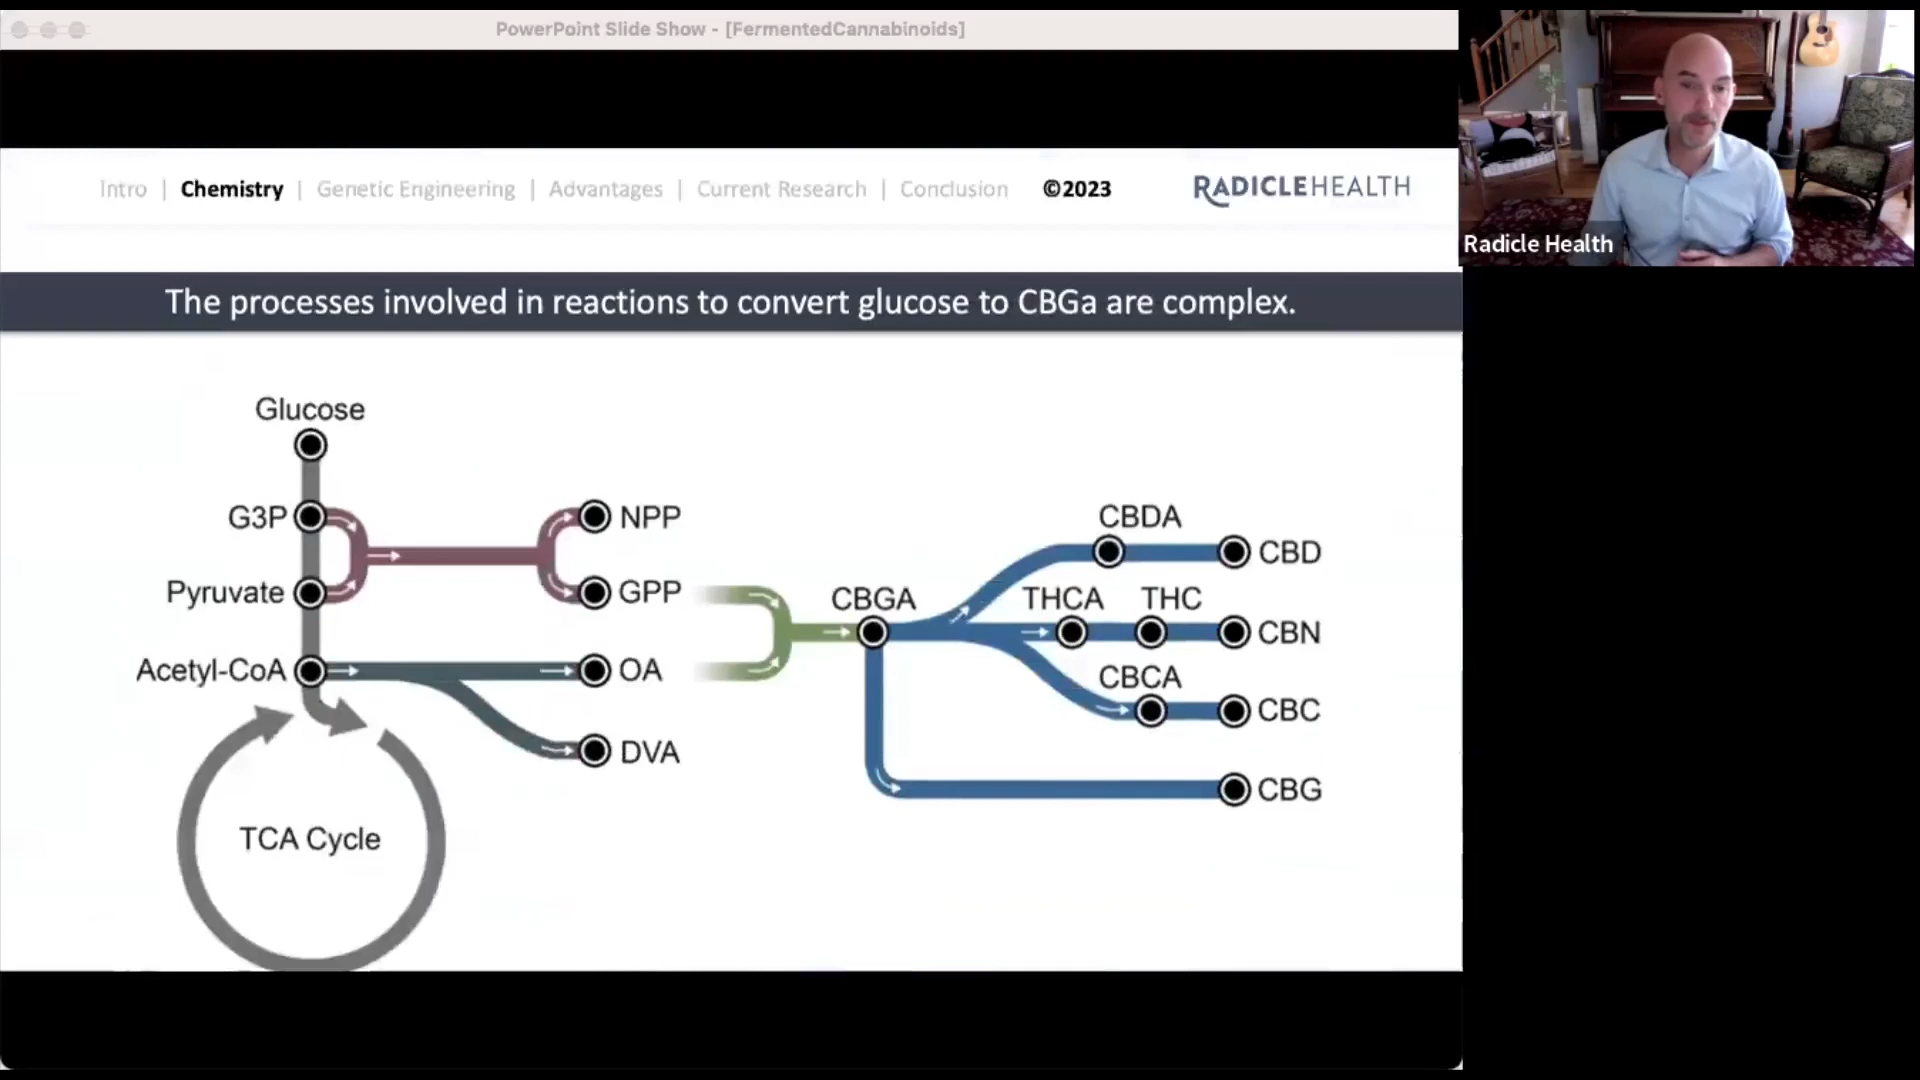 PowerPoint Slide Show - [FermentedCannabinoids]
Intro | Chemistry | Genetic Engineering | Advantages | Current Research | Conclusion ©2023 RADICLEHEALTH
Radicle Health
The processes involved in reactions to convert glucose to CBGa are complex.
Glucose
G3P
NPP
CBDA
CBD
Pyruvate
GPP
CBGA
THCA
THC
CBN
Acetyl-CoA
OA
CBCA
CBC
DVA
CBG
TCA Cycle